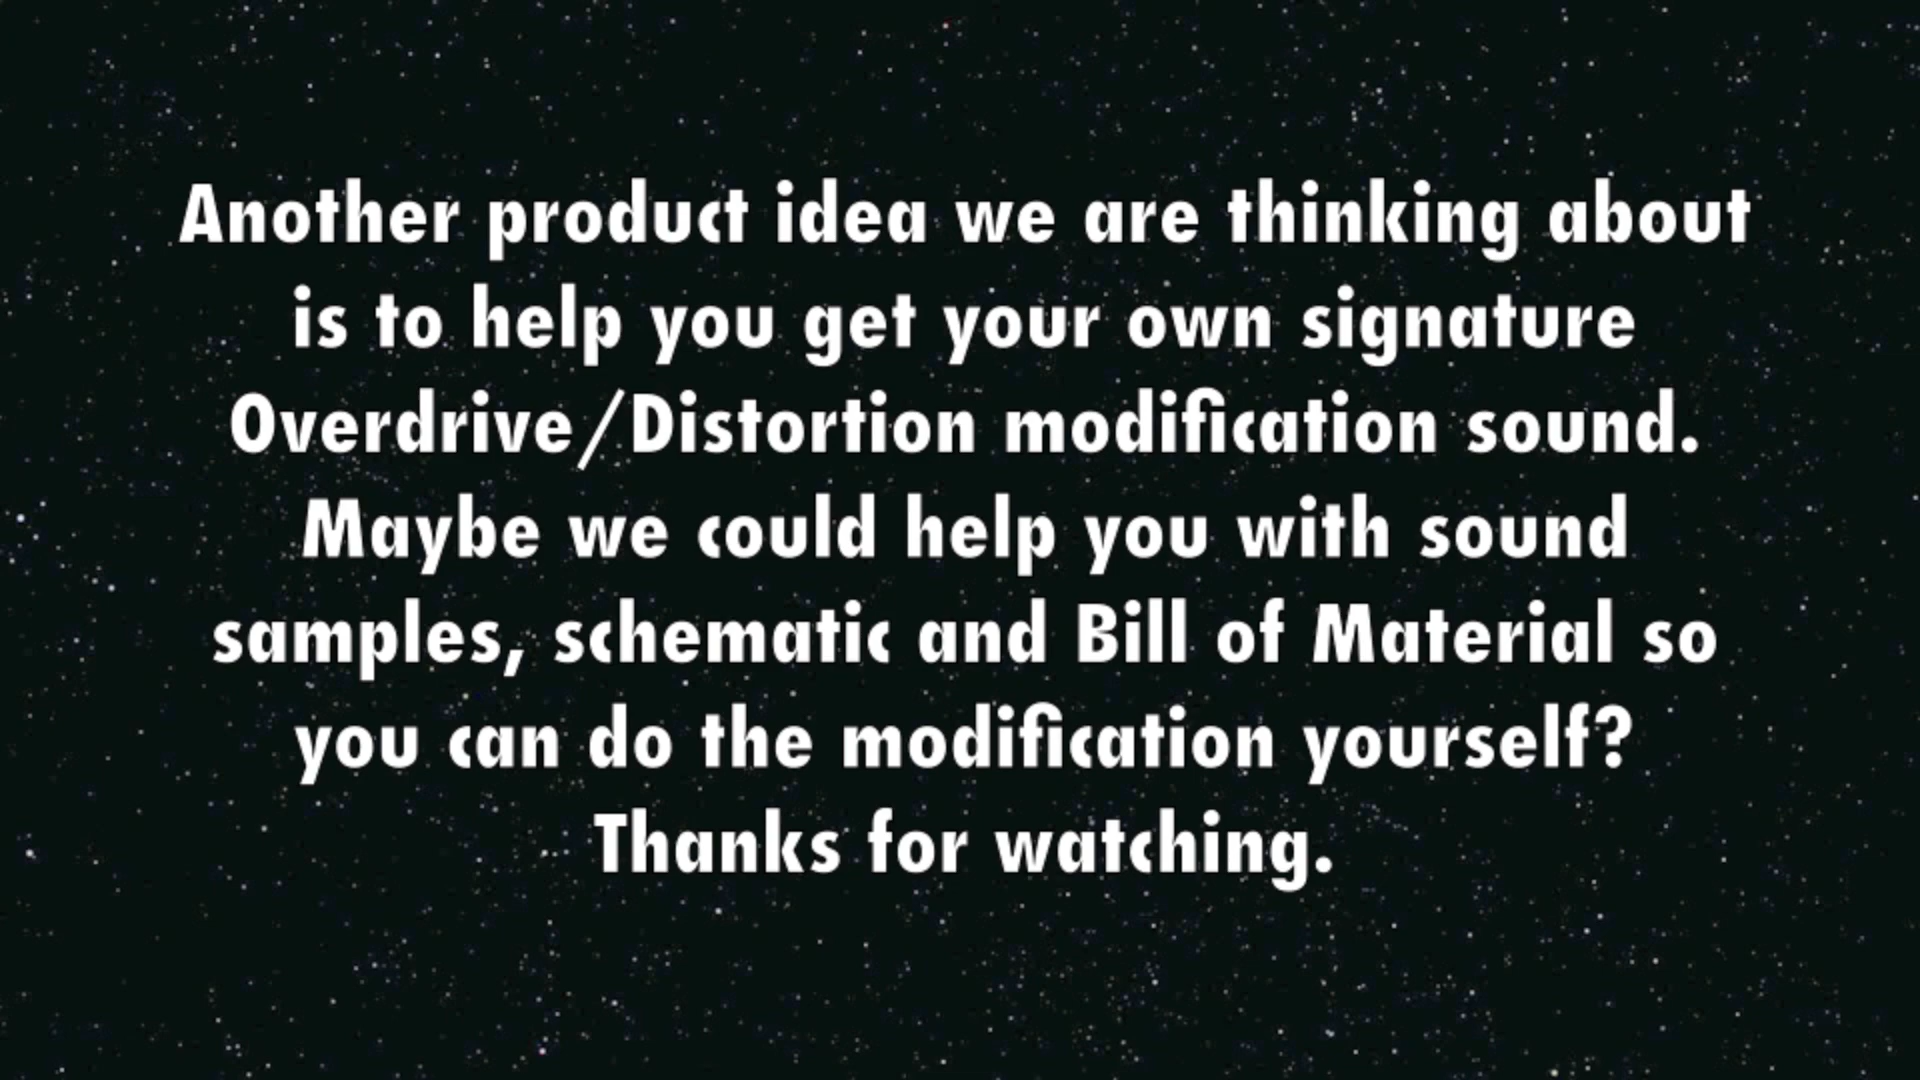 Another product idea we are thinking about
is to help you get your own signature
Overdrive/Distortion modification sound.
Maybe we could help you with sound
samples, schematic and Bill of Material so
you can do the modification yourself?
Thanks for watching.